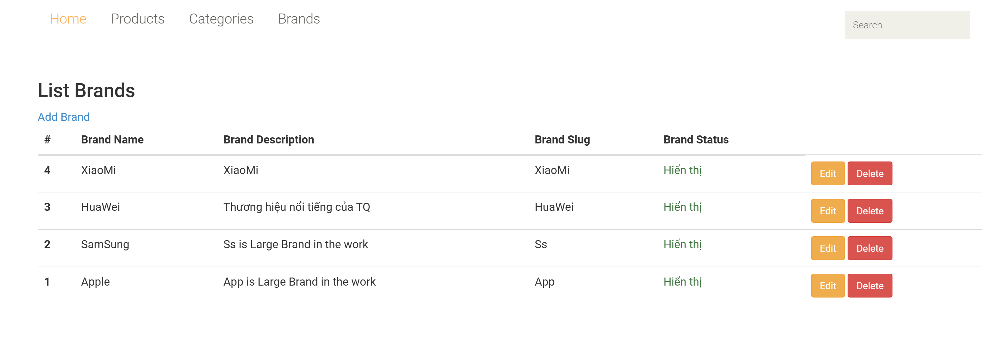 Home Products Categories Brands Search
List Brands
Add Brand
# Brand Name Brand Description Brand Slug Brand Status
4 XiaoMi XiaoMi XiaoMi Hiển thị Edit Delete
3 HuaWei Thương hiệu nổi tiếng của TQ HuaWei Hiển thị Edit Delete
2 SamSung Ss is Large Brand in the work Ss Hiển thị Edit Delete
1 Apple App is Large Brand in the work App Hiển thị Edit Delete